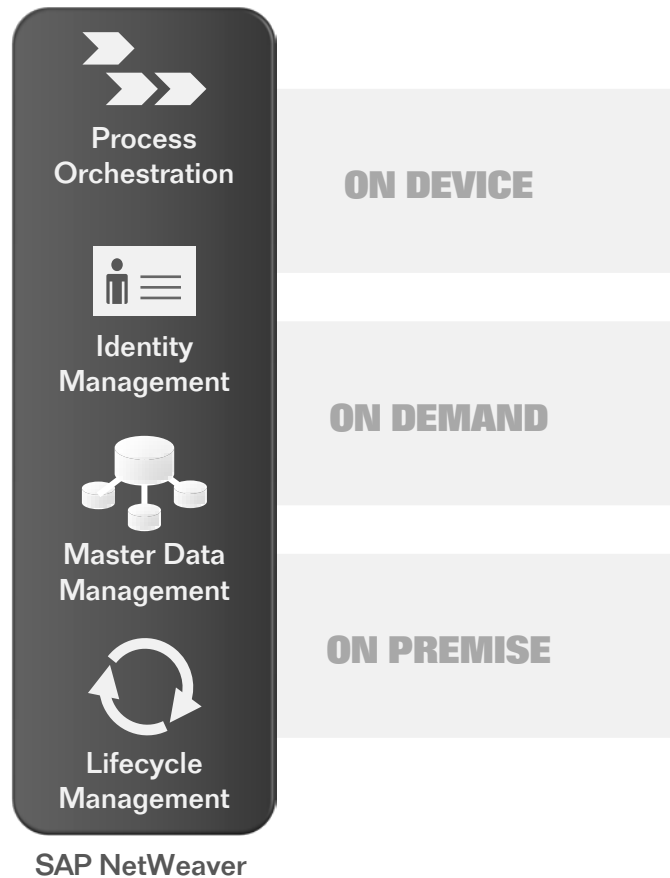 Process
Orchestration
Identity
Management
Master Data
Management
Lifecycle
Management
SAP NetWeaver
ON DEVICE
ON DEMAND
ON PREMISE